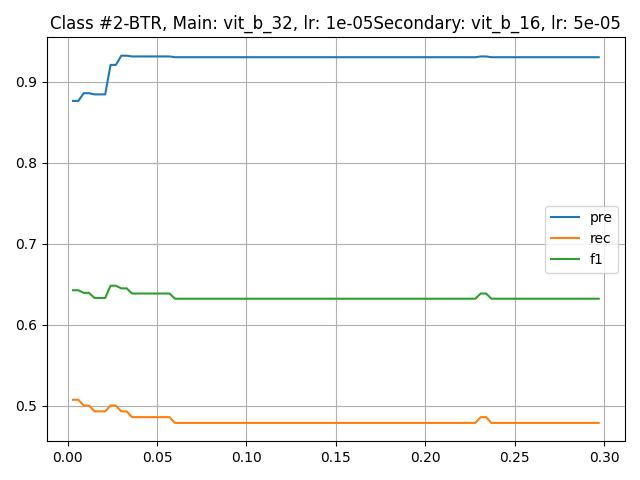 Class #2-BTR, Main: vit_b_32, lr: 1e-05Secondary: vit_b_16, lr: 5e-05
0.9
0.8
0.7
0.6
0.5
pre
rec
f1
0.00 0.05 0.10 0.15 0.20 0.25 0.30